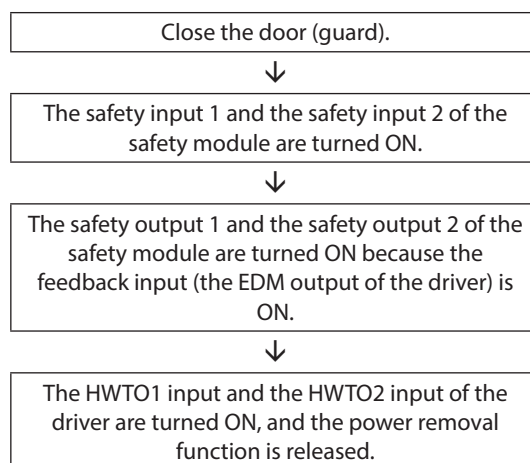 Close the door (guard).
↓
The safety input 1 and the safety input 2 of the
safety module are turned ON.
↓
The safety output 1 and the safety output 2 of the
safety module are turned ON because the
feedback input (the EDM output of the driver) is
ON.
↓
The HWTO1 input and the HWTO2 input of the
driver are turned ON, and the power removal
function is released.